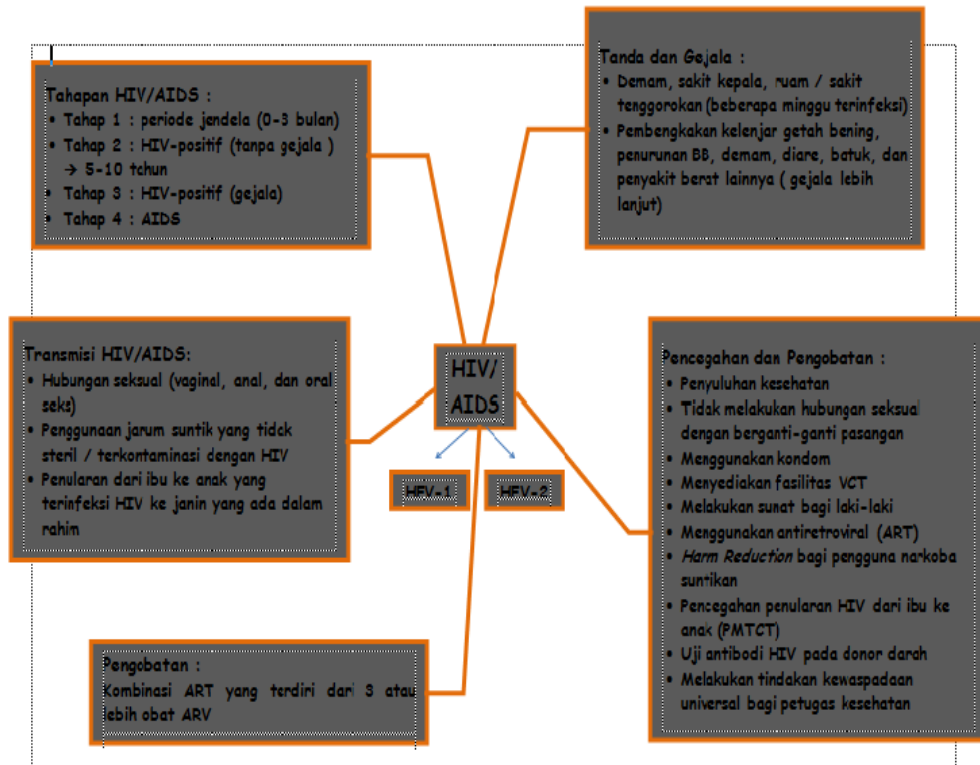 Tahapan HIV/AIDS :
• Tahap 1 : periode jendela (0-3 bulan)
• Tahap 2 : HIV-positif (tanpa gejala )
→ 5-10 tahun
• Tahap 3 : HIV-positif (gejala)
• Tahap 4 : AIDS
Tanda dan Gejala :
• Demam, sakit kepala, ruam / sakit
tenggorokan (beberapa minggu terinfeksi)
• Pembengkakan kelenjar getah bening,
penurunan BB, demam, diare, batuk, dan
penyakit berat lainnya ( gejala lebih
lanjut)
Transmisi HIV/AIDS:
• Hubungan seksual (vaginal, anal, dan oral
seks)
• Penggunaan jarum suntik yang tidak
steril / terkontaminasi dengan HIV
• Penularan dari ibu ke anak yang
terinfeksi HIV ke janin yang ada dalam
rahim
HIV/
AIDS
HFV-1
HFV-2
Pencegahan dan Pengobatan :
• Penyuluhan kesehatan
• Tidak melakukan hubungan seksual
dengan berganti-ganti pasangan
• Menggunakan kondom
• Menyediakan fasilitas VCT
• Melakukan sunat bagi laki-laki
• Menggunakan antiretroviral (ART)
• Harm Reduction bagi pengguna narkoba
suntikan
• Pencegahan penularan HIV dari ibu ke
anak (PMTCT)
• Uji antibodi HIV pada donor darah
• Melakukan tindakan kewaspadaan
universal bagi petugas kesehatan
Pengobatan :
Kombinasi ART yang terdiri dari 3 atau
lebih obat ARV